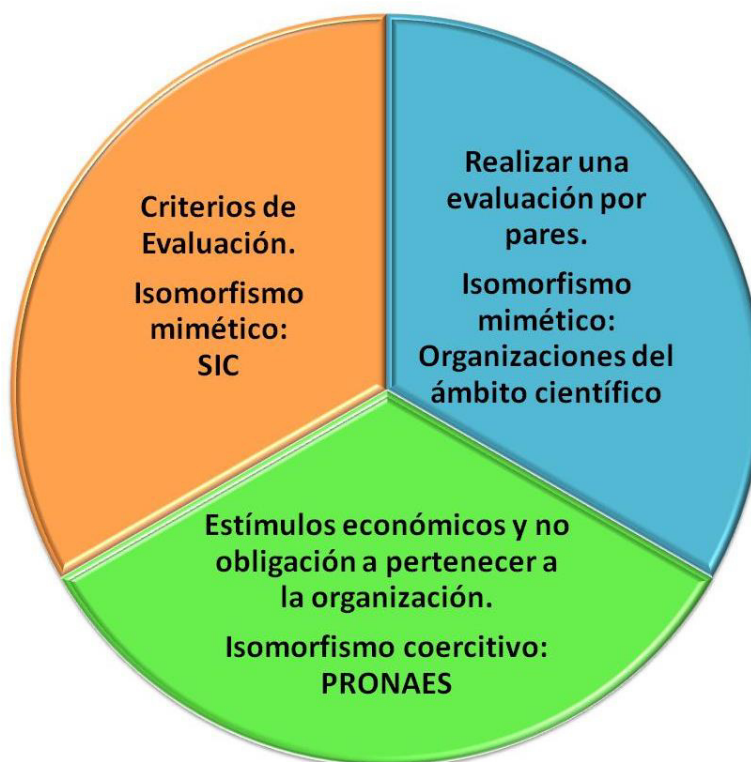 Criterios de
Evaluación.
Isomorfismo
mimético:
SIC
Realizar una
evaluación por
pares.
Isomorfismo
mimético:
Organizaciones del
ámbito científico
Estímulos económicos y no
obligación a pertenecer a
la organización.
Isomorfismo coercitivo:
PRONAES